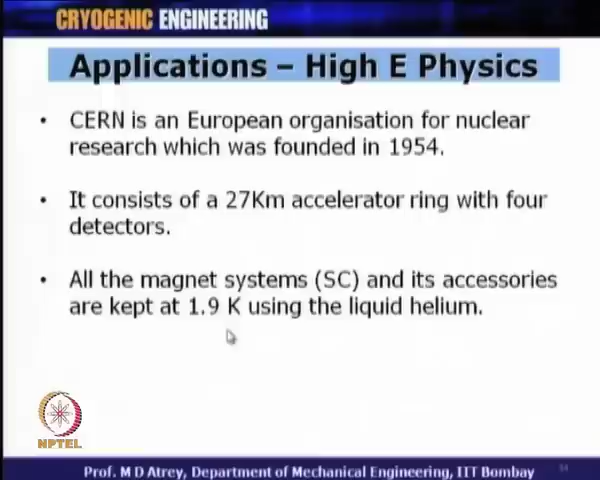 CRYOGENIC ENGINEERING
Applications – High E Physics
• CERN is an European organisation for nuclear
research which was founded in 1954.
• It consists of a 27Km accelerator ring with four
detectors.
• All the magnet systems (SC) and its accessories
are kept at 1.9 K using the liquid helium.
NPTEL
Prof. M D Atrey, Department of Mechanical Engineering, IIT Bombay